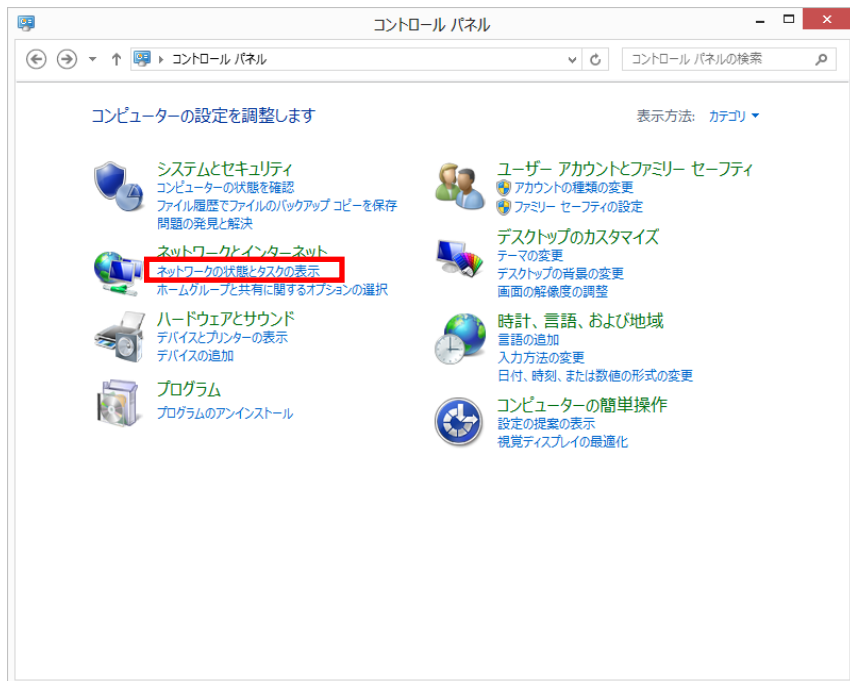 コントロール パネル
コントロール パネル
コントロール パネルの検索
コンピューターの設定を調整します
表示方法: カテゴリ
システムとセキュリティ
コンピューターの状態を確認
ファイル履歴でファイルのバックアップ コピーを保存
問題の発見と解決
ネットワークとインターネット
ネットワークの状態とタスクの表示
ホームグループと共有に関するオプションの選択
ハードウェアとサウンド
デバイスとプリンターの表示
デバイスの追加
プログラム
プログラムのアンインストール
ユーザー アカウントとファミリー セーフティ
アカウントの種類の変更
ファミリー セーフティの設定
デスクトップのカスタマイズ
テーマの変更
デスクトップの背景の変更
画面の解像度の調整
時計、言語、および地域
言語の追加
入力方法の変更
日付、時刻、または数値の形式の変更
コンピューターの簡単操作
設定の提案の表示
視覚ディスプレイの最適化